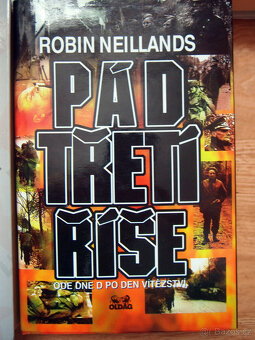 ROBIN NEILLANDS
PÁD
TŘETÍ
ŘÍŠE
ODE DNE D PO DEN VÍTĚZSTVÍ
OLDAG